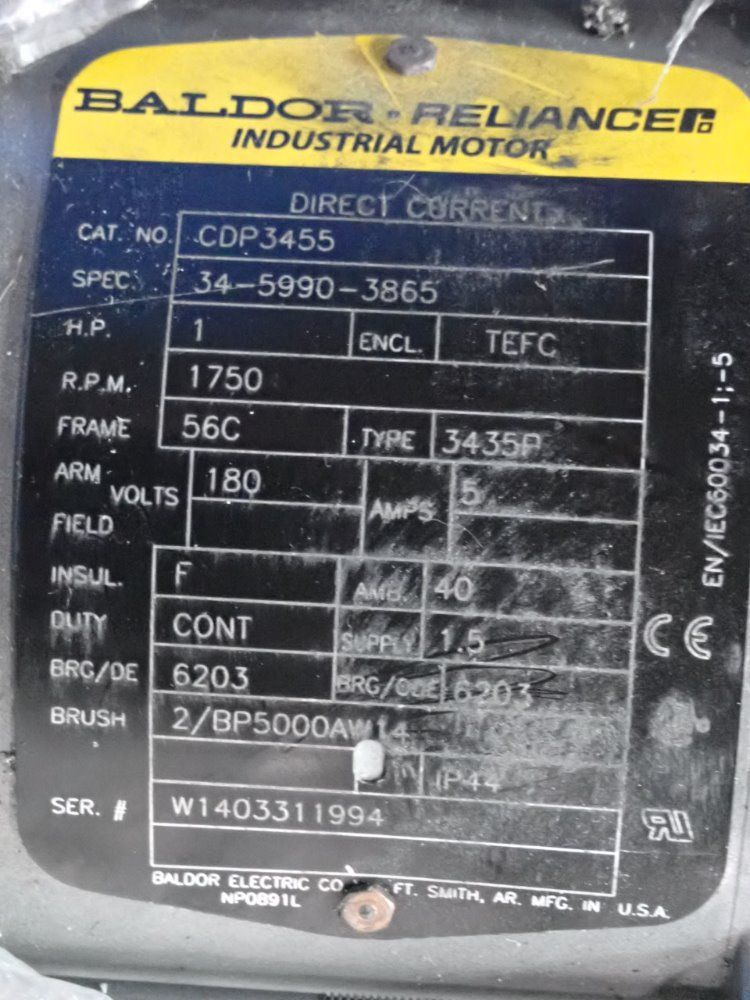 BALDOR · RELIANCE
INDUSTRIAL MOTOR
DIRECT CURRENT
CAT. NO. CDP3455
SPEC. 34-5990-3865
H.P. 1 ENCL. TEFC
R.P.M. 1750
FRAME 56C TYPE 3435P
ARM VOLTS 180 AMPS 5
FIELD
INSUL. F AMB. 40
DUTY CONT SUPPLY 1.5
BRG/DE 6203 BRG/ODE 6203
BRUSH 2/BP5000AW14
IP44
SER. # W1403311994
BALDOR ELECTRIC CO. FT. SMITH, AR. MFG. IN U.S.A.
NP0891L
EN/IEC60034-1;-5
CE